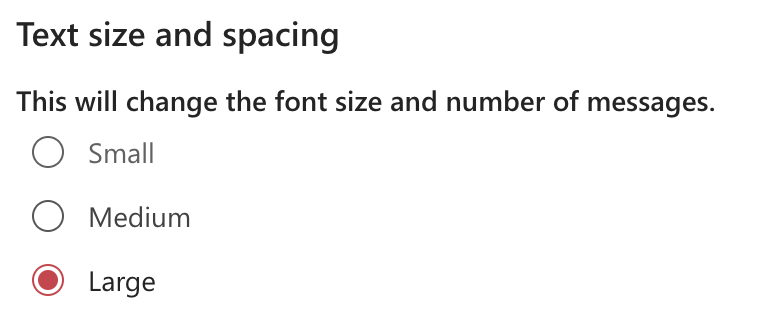 Text size and spacing
This will change the font size and number of messages.
Small
Medium
Large